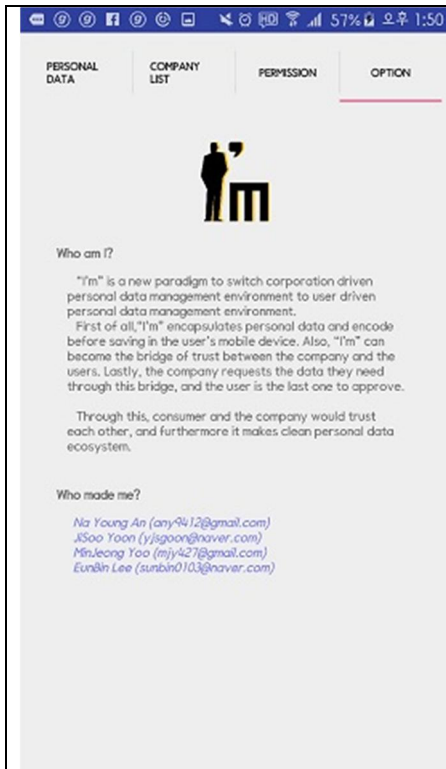 HD 57% 오후 1:50
PERSONAL DATA
COMPANY LIST
PERMISSION
OPTION
I'm
Who am I?
"I'm" is a new paradigm to switch corporation driven
personal data management environment to user driven
personal data management environment.
First of all,"I'm" encapsulates personal data and encode
before saving in the user's mobile device. Also, "I'm" can
become the bridge of trust between the company and the
users. Lastly, the company requests the data they need
through this bridge, and the user is the last one to approve.
Through this, consumer and the company would trust
each other, and furthermore it makes clean personal data
ecosystem.
Who made me?
Na Young An (any9412@gmail.com)
JiSoo Yoon (yjsgoon@naver.com)
MinJeong Yoo (mjy427@gmail.com)
EunBin Lee (sunbin0103@naver.com)